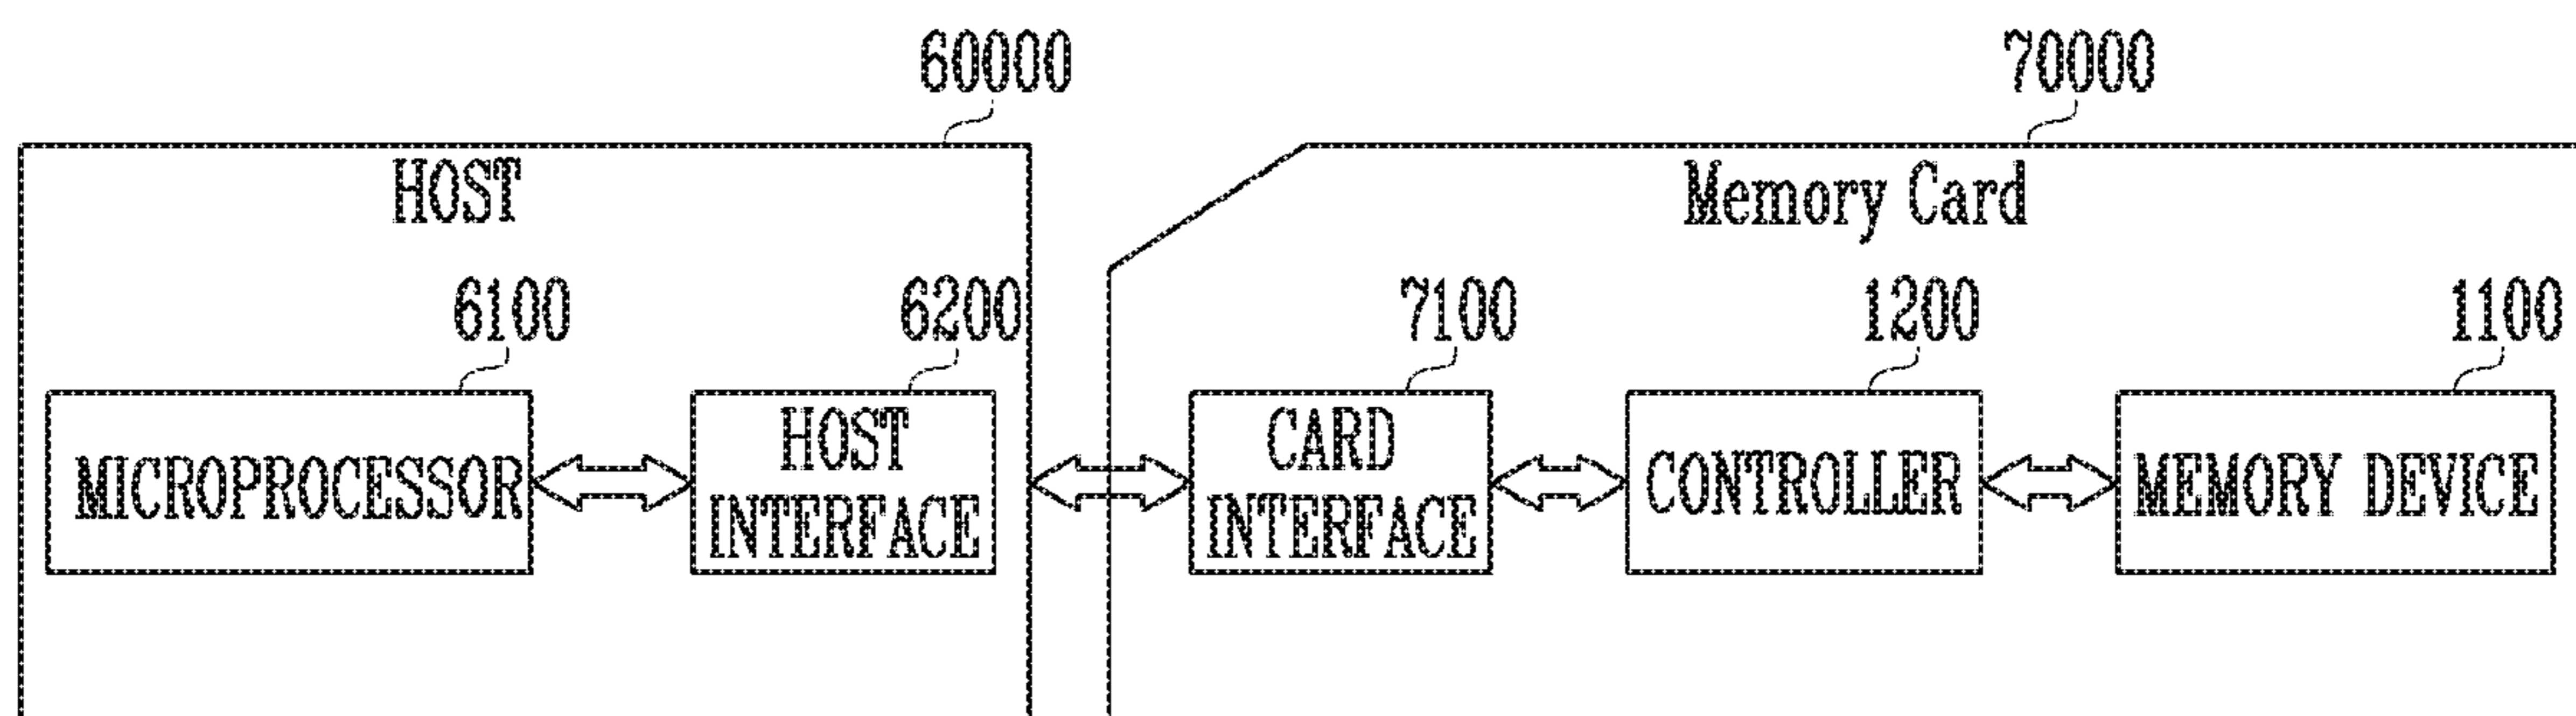 60000
70000
HOST
Memory Card
6100
6200
7100
1200
1100
MICROPROCESSOR
HOST
INTERFACE
CARD
INTERFACE
CONTROLLER
MEMORY DEVICE